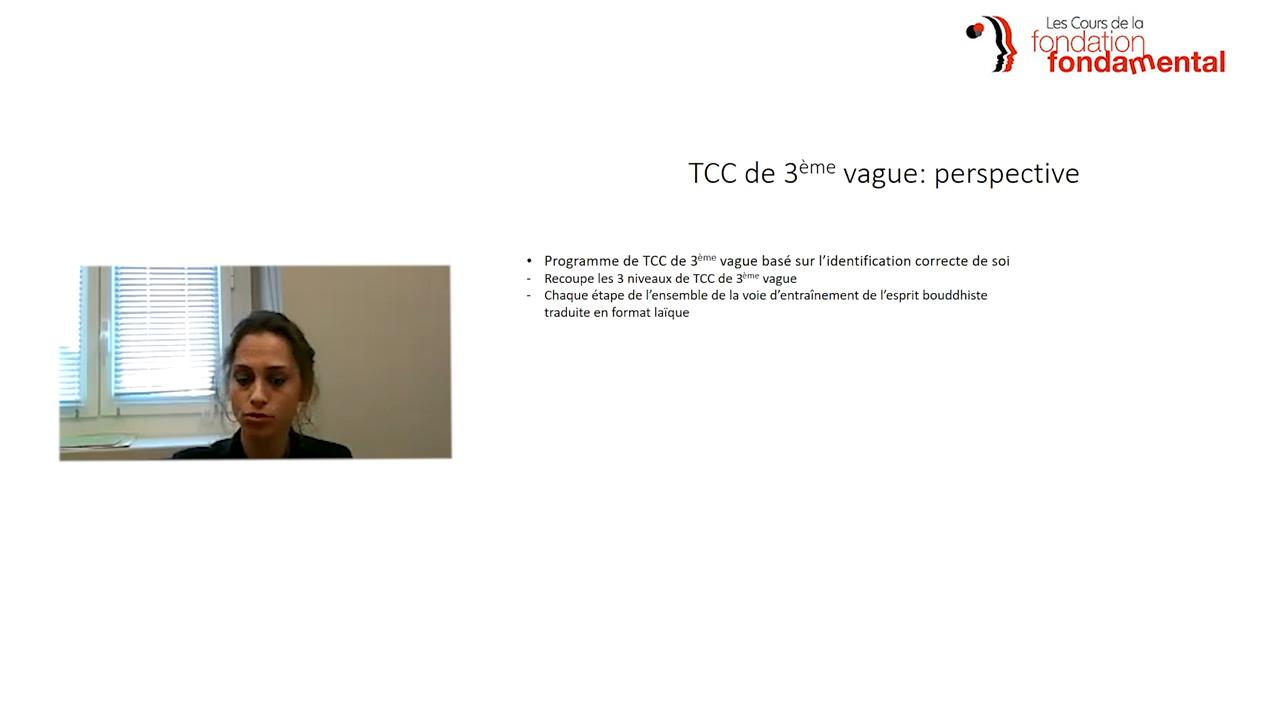 Les Cours de la
fondation
fondamental
TCC de 3ème vague: perspective
• Programme de TCC de 3ème vague basé sur l’identification correcte de soi
- Recoupe les 3 niveaux de TCC de 3ème vague
- Chaque étape de l’ensemble de la voie d’entraînement de l’esprit bouddhiste
traduite en format laïque